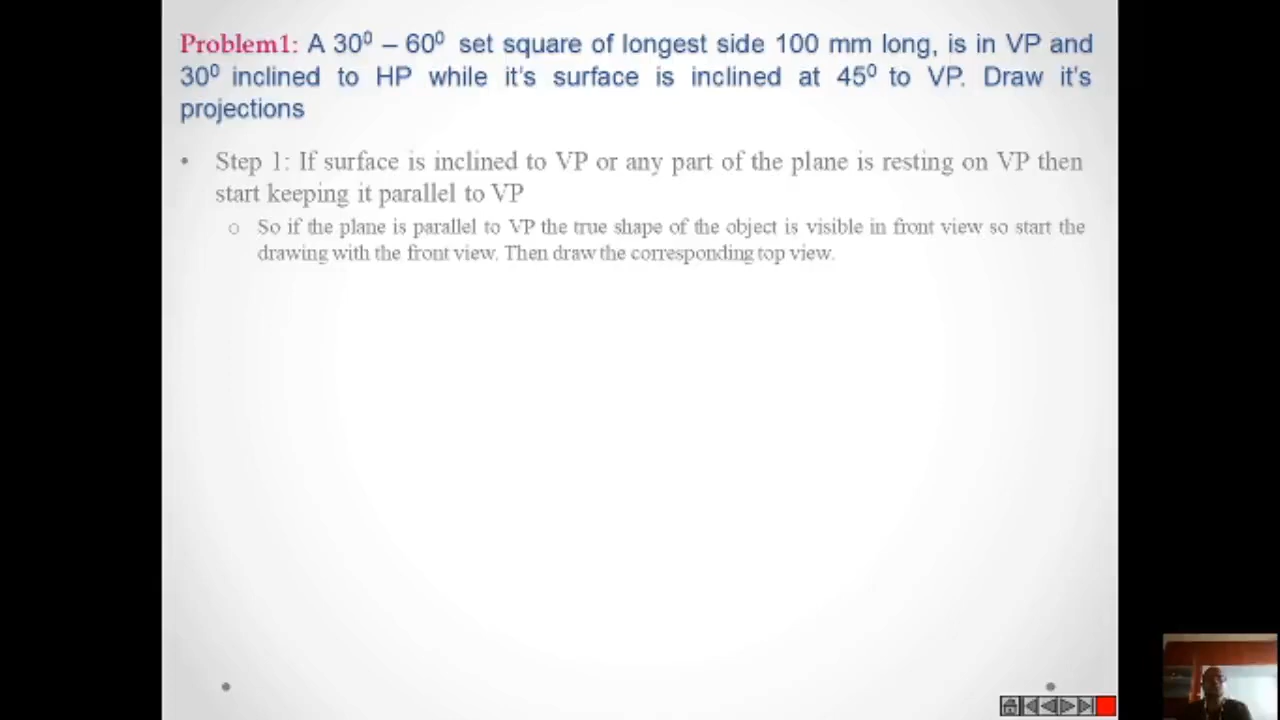 Problem1: A 30⁰ – 60⁰ set square of longest side 100 mm long, is in VP and
30⁰ inclined to HP while it's surface is inclined at 45⁰ to VP. Draw it's
projections
• Step 1: If surface is inclined to VP or any part of the plane is resting on VP then
start keeping it parallel to VP
o So if the plane is parallel to VP the true shape of the object is visible in front view so start the
drawing with the front view. Then draw the corresponding top view.